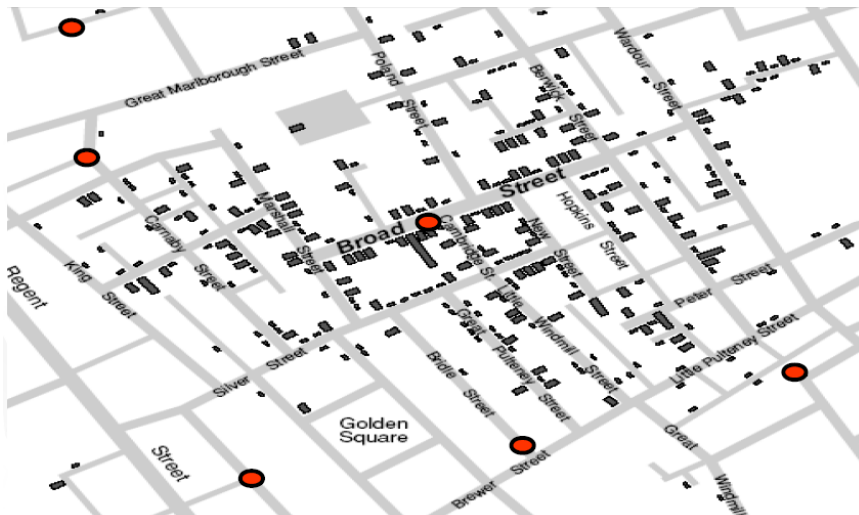 Great Marlborough Street
Poland
Street
Berwick
Street
Wardour
Street
Broad
Street
Hopkins
Street
New
Street
Cambridge St
Marshall
Street
Carnaby
Street
King
Street
Regent
Street
Silver Street
Little
Windmill
Street
Great
Pulteney
Street
Bridle
Street
Peter Street
Little Pulteney Street
Golden
Square
Brewer Street
Great
Windmill